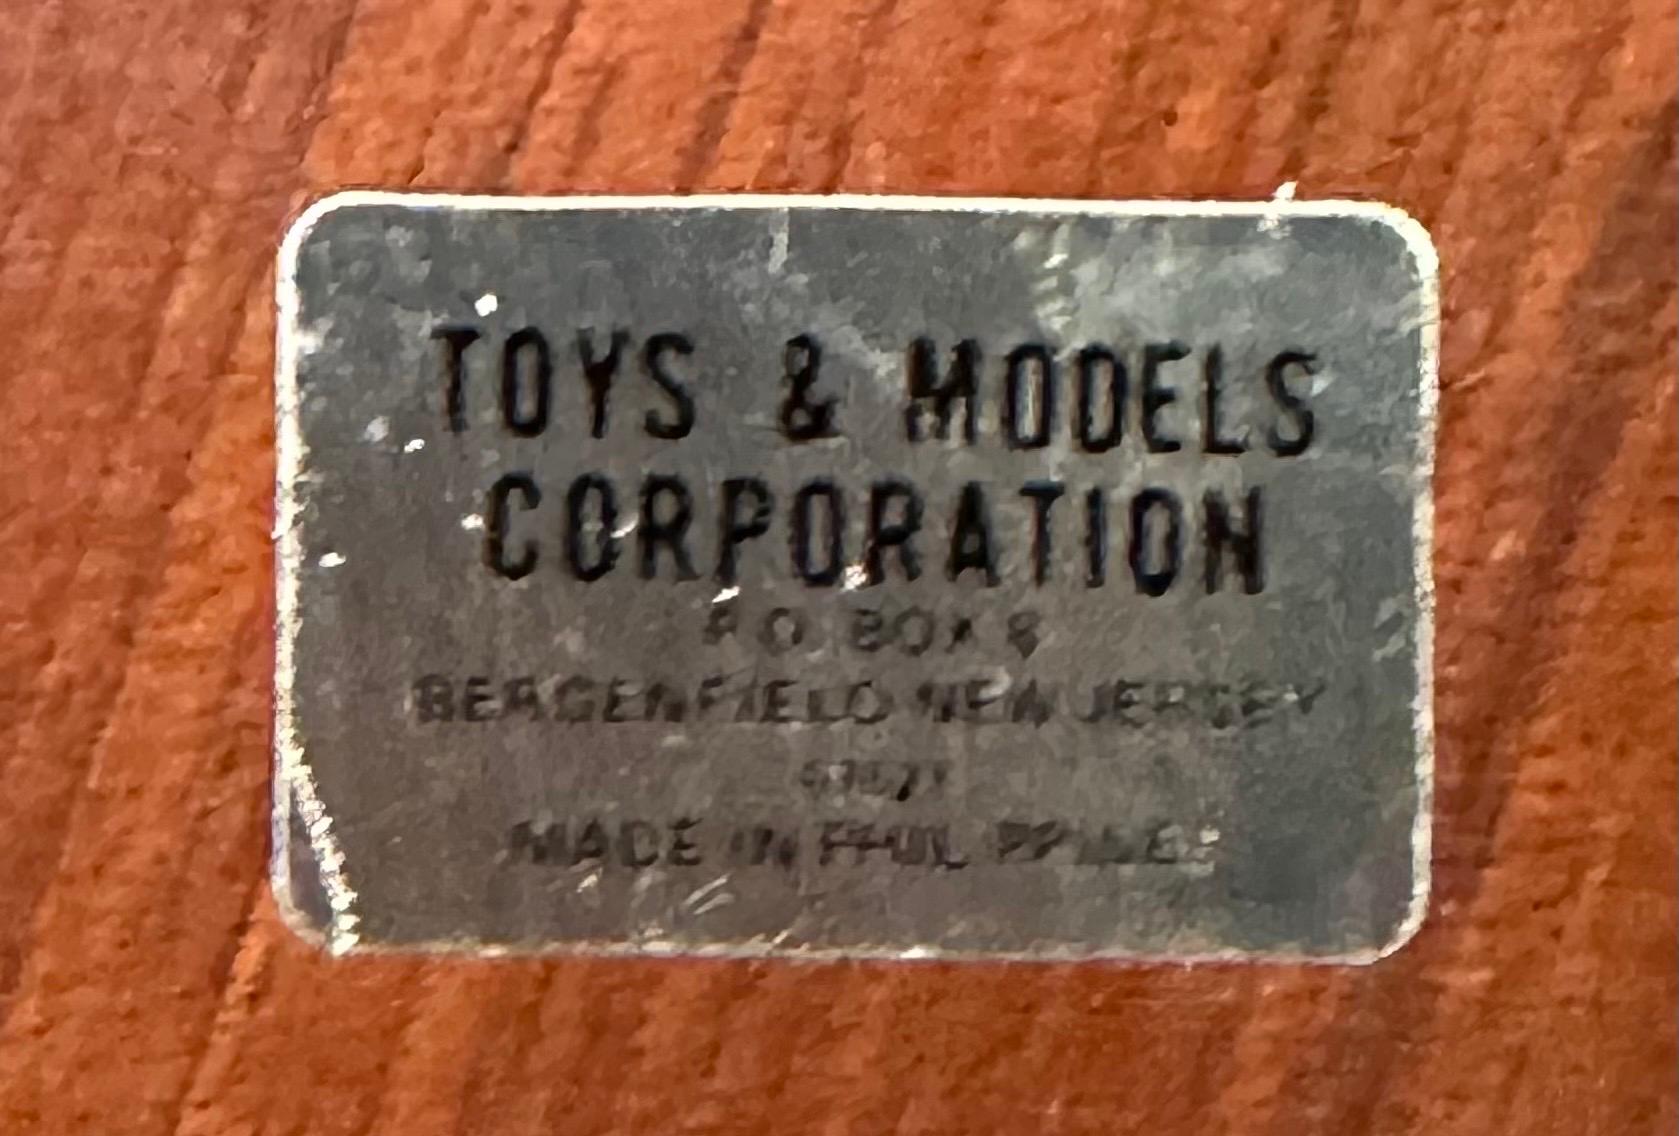 TOYS & MODELS
CORPORATION
P.O. BOX 8
BERGENFIELD NEW JERSEY
MADE IN PHILIPPINES